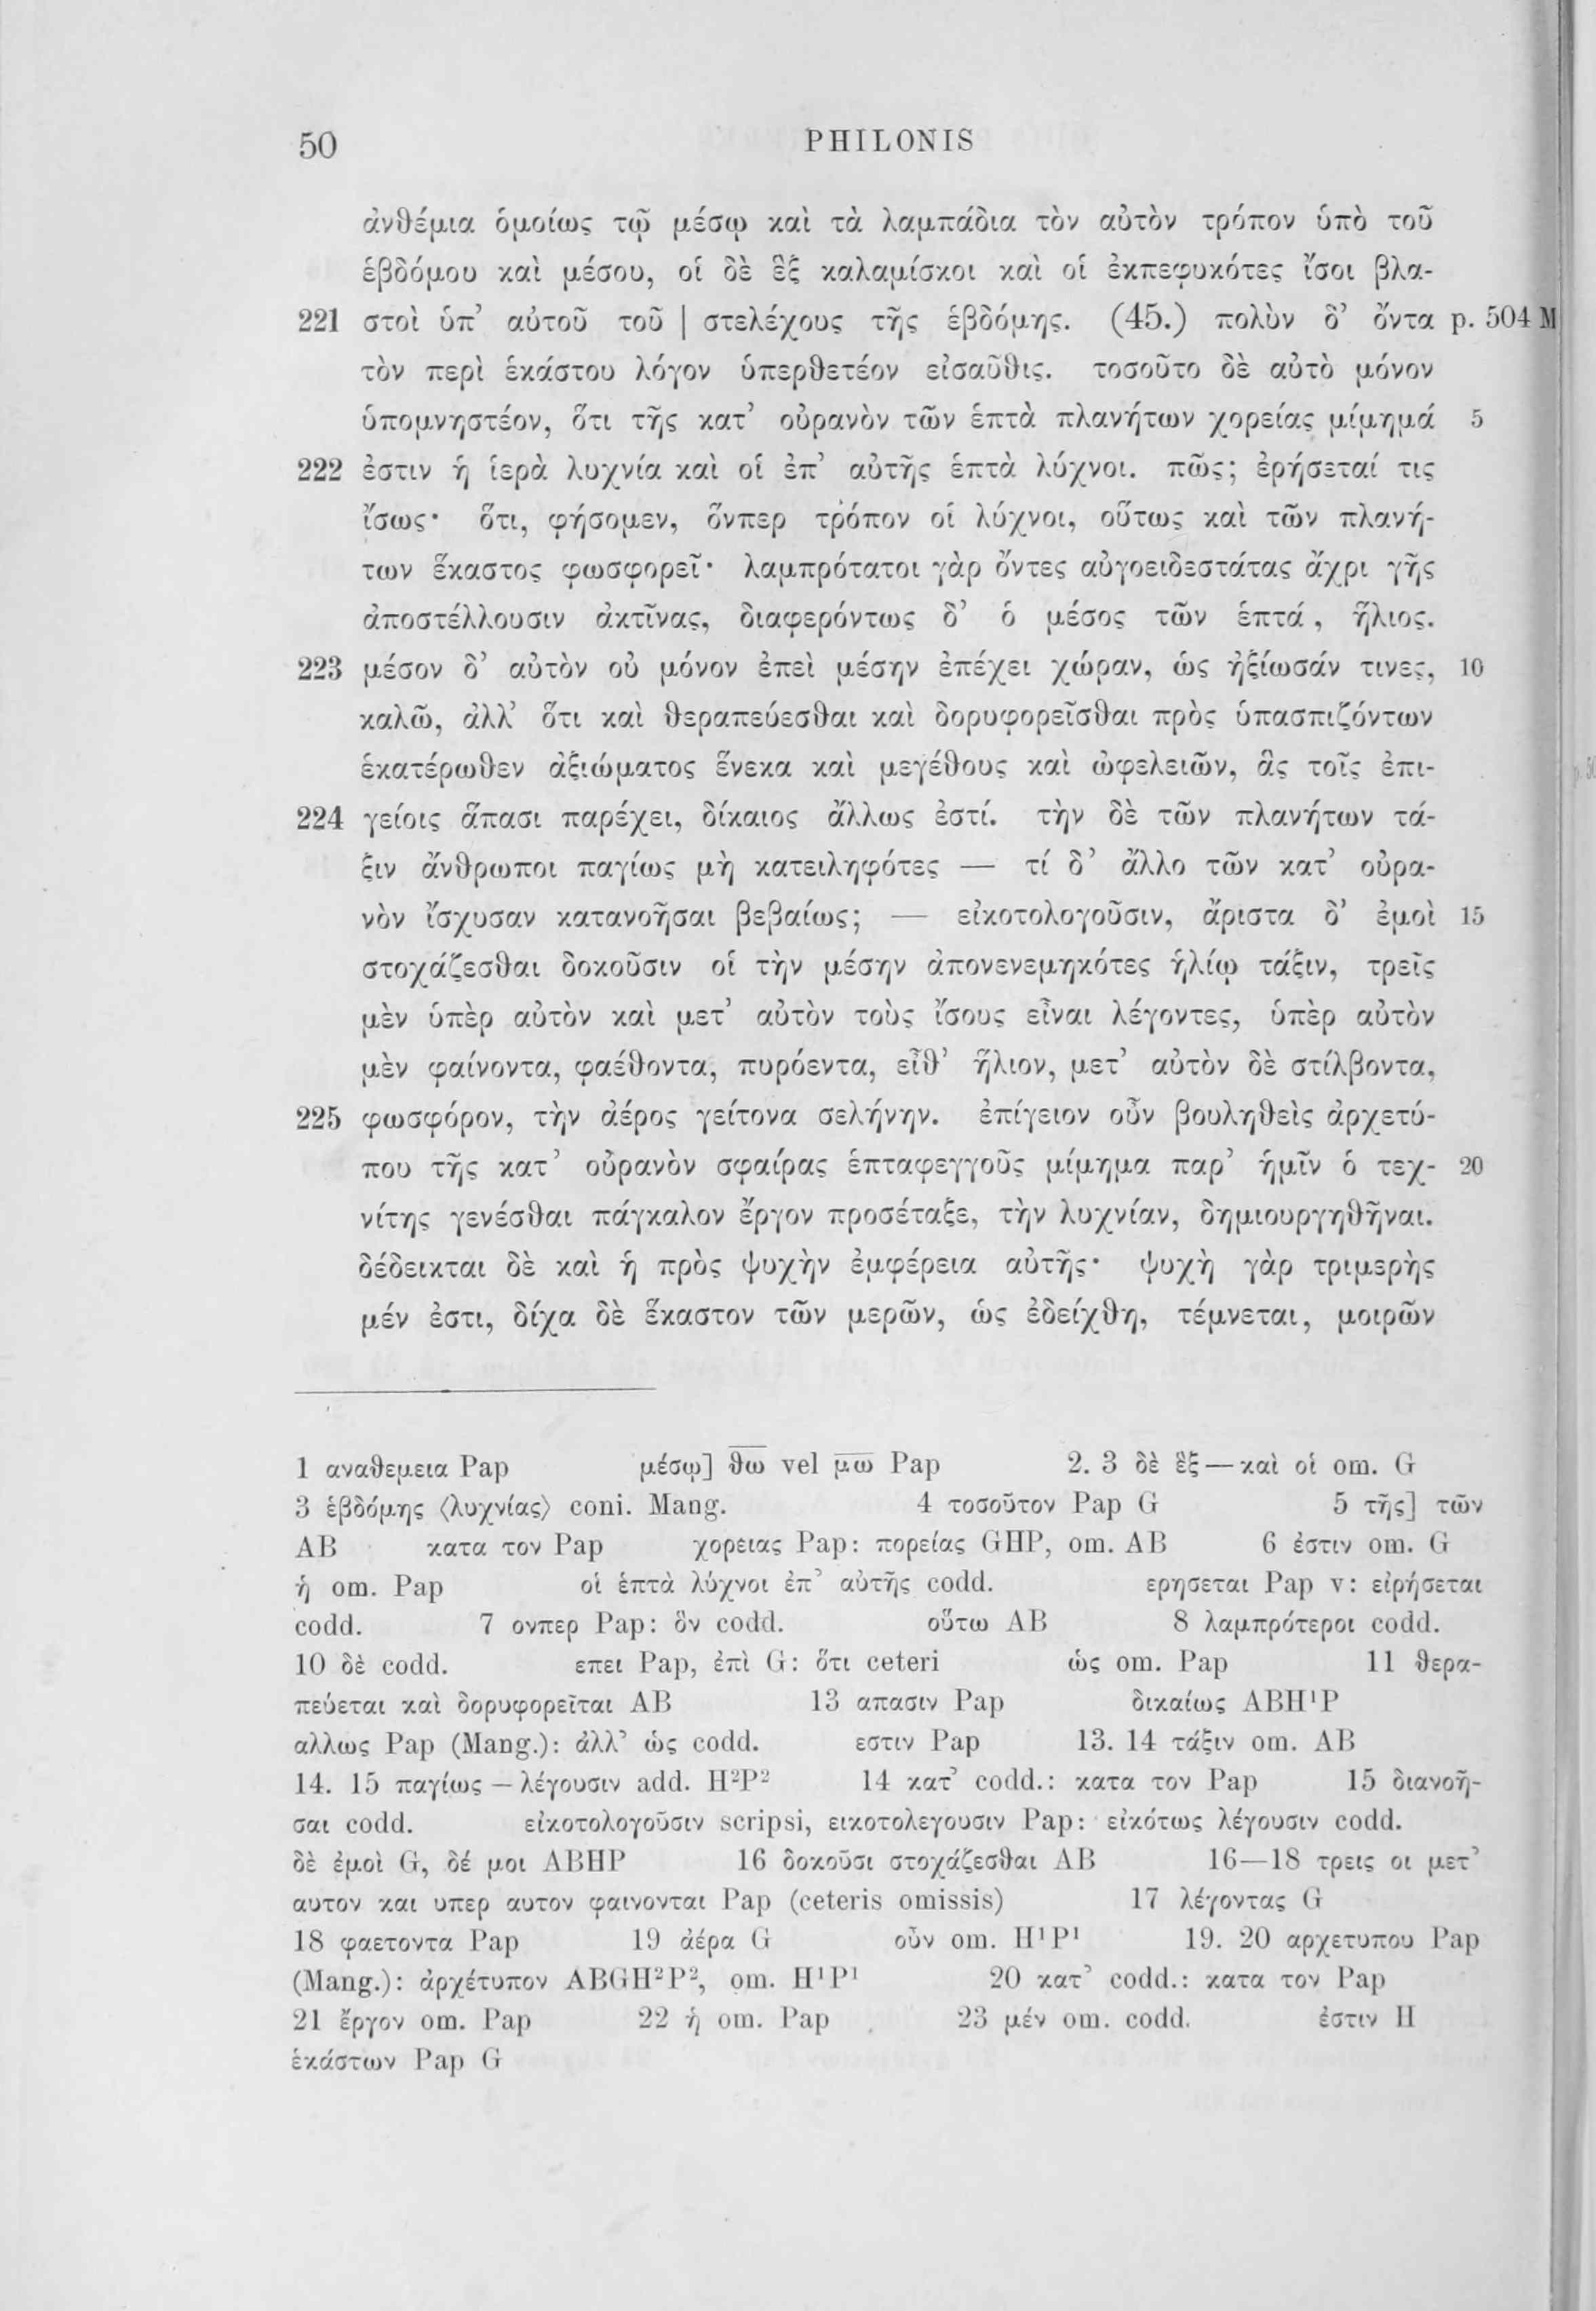 50 PHILONIS
ἀνθέμια ὁμοίως τῷ μέσῳ καὶ τὰ λαμπάδια τὸν αὐτὸν τρόπον ὑπὸ τοῦ
ἑβδόμου καὶ μέσου, οἱ δὲ ἓξ καλαμίσκοι καὶ οἱ ἐκπεφυκότες ἴσοι βλα-
221 στοὶ ὑπ’ αὐτοῦ τοῦ | στελέχους τῆς ἑβδόμης. (45.) πολὺν δ’ ὄντα p. 504 M
τὸν περὶ ἑκάστου λόγον ὑπερθετέον εἰσαῦθις. τοσοῦτο δὲ αὐτὸ μόνον
ὑπομνηστέον, ὅτι τῆς κατ’ οὐρανὸν τῶν ἑπτὰ πλανήτων χορείας μίμημά 5
222 ἐστιν ἡ ἱερὰ λυχνία καὶ οἱ ἐπ’ αὐτῆς ἑπτὰ λύχνοι. πῶς; ἐρήσεταί τις
ἴσως· ὅτι, φήσομεν, ὅνπερ τρόπον οἱ λύχνοι, οὕτως καὶ τῶν πλανή-
των ἕκαστος φωσφορεῖ· λαμπρότατοι γὰρ ὄντες αὐγοειδεστάτας ἄχρι γῆς
ἀποστέλλουσιν ἀκτῖνας, διαφερόντως δ’ ὁ μέσος τῶν ἑπτά, ἥλιος.
223 μέσον δ’ αὐτὸν οὐ μόνον ἐπεὶ μέσην ἐπέχει χώραν, ὡς ἠξίωσάν τινες, 10
καλῶ, ἀλλ’ ὅτι καὶ θεραπεύεσθαι καὶ δορυφορεῖσθαι πρὸς ὑπασπιζόντων
ἑκατέρωθεν ἀξιώματος ἕνεκα καὶ μεγέθους καὶ ὠφελειῶν, ἃς τοῖς ἐπι-
224 γείοις ἅπασι παρέχει, δίκαιος ἄλλως ἐστί. τὴν δὲ τῶν πλανήτων τά-
ξιν ἄνθρωποι παγίως μὴ κατειληφότες — τί δ’ ἄλλο τῶν κατ’ οὐρα-
νὸν ἴσχυσαν κατανοῆσαι βεβαίως; — εἰκοτολογοῦσιν, ἄριστα δ’ ἐμοὶ 15
στοχάζεσθαι δοκοῦσιν οἱ τὴν μέσην ἀπονενεμηκότες ἡλίῳ τάξιν, τρεῖς
μὲν ὑπὲρ αὐτὸν καὶ μετ’ αὐτὸν τοὺς ἴσους εἶναι λέγοντες, ὑπὲρ αὐτὸν
μὲν φαίνοντα, φαέθοντα, πυρόεντα, εἶθ’ ἥλιον, μετ’ αὐτὸν δὲ στίλβοντα,
225 φωσφόρον, τὴν ἀέρος γείτονα σελήνην. ἐπίγειον οὖν βουληθεὶς ἀρχετύ-
που τῆς κατ’ οὐρανὸν σφαίρας ἑπταφεγγοῦς μίμημα παρ’ ἡμῖν ὁ τεχ- 20
νίτης γενέσθαι πάγκαλον ἔργον προσέταξε, τὴν λυχνίαν, δημιουργηθῆναι.
δέδεικται δὲ καὶ ἡ πρὸς ψυχὴν ἐμφέρεια αὐτῆς· ψυχὴ γὰρ τριμερὴς
μέν ἐστι, δίχα δὲ ἕκαστον τῶν μερῶν, ὡς ἐδείχθη, τέμνεται, μοιρῶν
1 αναθεμεια Pap μέσῳ] θ̅ω̅ vel μ̅ω̅ Pap 2. 3 δὲ ἓξ — καὶ οἱ om. G
3 ἑβδόμης ⟨λυχνίας⟩ coni. Mang. 4 τοσοῦτον Pap G 5 τῆς] τῶν
AB κατα τον Pap χορειας Pap: πορείας GHP, om. AB 6 ἐστιν om. G
ἡ om. Pap οἱ ἑπτὰ λύχνοι ἐπ’ αὐτῆς codd. ερησεται Pap v: εἰρήσεται
codd. 7 ονπερ Pap: ὃν codd. οὕτω AB 8 λαμπρότεροι codd.
10 δὲ codd. επει Pap, ἐπὶ G: ὅτι ceteri ὡς om. Pap 11 θερα-
πεύεται καὶ δορυφορεῖται AB 13 απασιν Pap δικαίως ABH¹P
αλλως Pap (Mang.): ἀλλ’ ὡς codd. εστιν Pap 13. 14 τάξιν om. AB
14. 15 παγίως — λέγουσιν add. H²P² 14 κατ’ codd.: κατα τον Pap 15 διανοῆ-
σαι codd. εἰκοτολογοῦσιν scripsi, εικοτολεγουσιν Pap: εἰκότως λέγουσιν codd.
δὲ ἐμοὶ G, δέ μοι ABHP 16 δοκοῦσι στοχάζεσθαι AB 16—18 τρεις οι μετ’
αυτον και υπερ αυτον φαινονται Pap (ceteris omissis) 17 λέγοντας G
18 φαετοντα Pap 19 ἀέρα G οὖν om. H¹P¹ 19. 20 αρχετυπου Pap
(Mang.): ἀρχέτυπον ABGH²P², om. H¹P¹ 20 κατ’ codd.: κατα τον Pap
21 ἔργον om. Pap 22 ἡ om. Pap 23 μέν om. codd. ἐστιν H
ἑκάστων Pap G